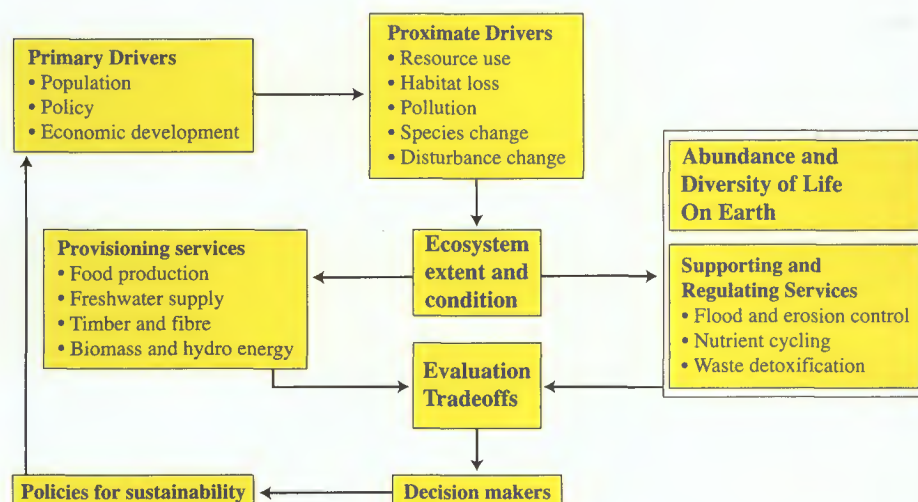 Primary Drivers
• Population
• Policy
• Economic development
Proximate Drivers
• Resource use
• Habitat loss
• Pollution
• Species change
• Disturbance change
Abundance and
Diversity of Life
On Earth
Provisioning services
• Food production
• Freshwater supply
• Timber and fibre
• Biomass and hydro energy
Ecosystem
extent and
condition
Supporting and
Regulating Services
• Flood and erosion control
• Nutrient cycling
• Waste detoxification
Evaluation
Tradeoffs
Policies for sustainability
Decision makers